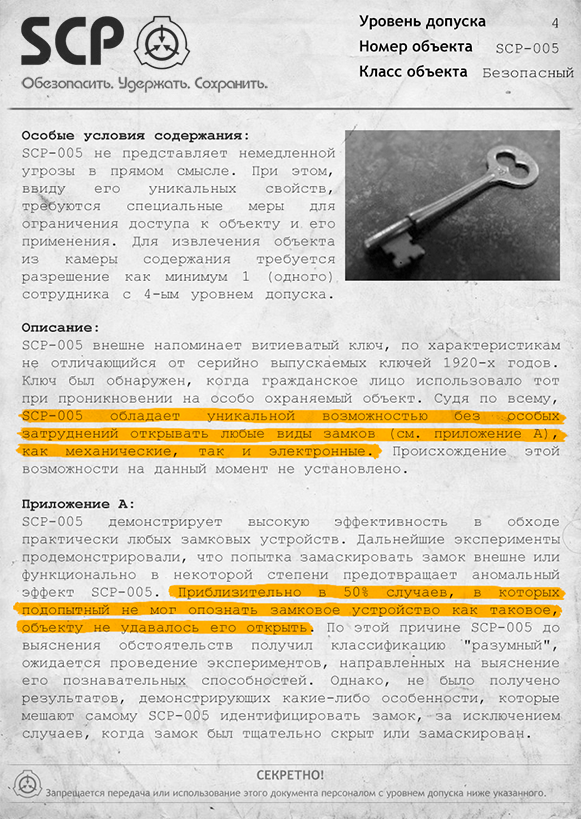 SCP
Обезопасить. Удержать. Сохранить.
Уровень допуска 4
Номер объекта SCP-005
Класс объекта Безопасный
Особые условия содержания:
SCP-005 не представляет немедленной
угрозы в прямом смысле. При этом,
ввиду его уникальных свойств,
требуются специальные меры для
ограничения доступа к объекту и его
применения. Для извлечения объекта
из камеры содержания требуется
разрешение как минимум 1 (одного)
сотрудника с 4-ым уровнем допуска.
Описание:
SCP-005 внешне напоминает витиеватый ключ, по характеристикам
не отличающийся от серийно выпускаемых ключей 1920-х годов.
Ключ был обнаружен, когда гражданское лицо использовало тот
при проникновении на особо охраняемый объект. Судя по всему,
SCP-005 обладает уникальной возможностью без особых
затруднений открывать любые виды замков (см. приложение А),
как механические, так и электронные. Происхождение этой
возможности на данный момент не установлено.
Приложение А:
SCP-005 демонстрирует высокую эффективность в обходе
практически любых замковых устройств. Дальнейшие эксперименты
продемонстрировали, что попытка замаскировать замок внешне или
функционально в некоторой степени предотвращает аномальный
эффект SCP-005. Приблизительно в 50% случаев, в которых
подопытный не мог опознать замковое устройство как таковое,
объекту не удавалось его открыть. По этой причине SCP-005 до
выяснения обстоятельств получил классификацию "разумный",
ожидается проведение экспериментов, направленных на выяснение
его познавательных способностей. Однако, не было получено
результатов, демонстрирующих какие-либо особенности, которые
мешают самому SCP-005 идентифицировать замок, за исключением
случаев, когда замок был тщательно скрыт или замаскирован.
СЕКРЕТНО!
Запрещается передача или использование этого документа персоналом с уровнем допуска ниже указанного.